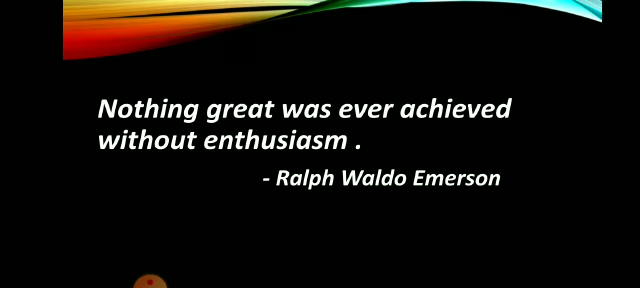 Nothing great was ever achieved
without enthusiasm .
- Ralph Waldo Emerson